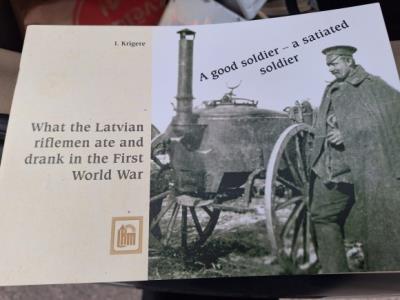 I. Krigere
A good soldier – a satiated
soldier
What the Latvian
riflemen ate and
drank in the First
World War